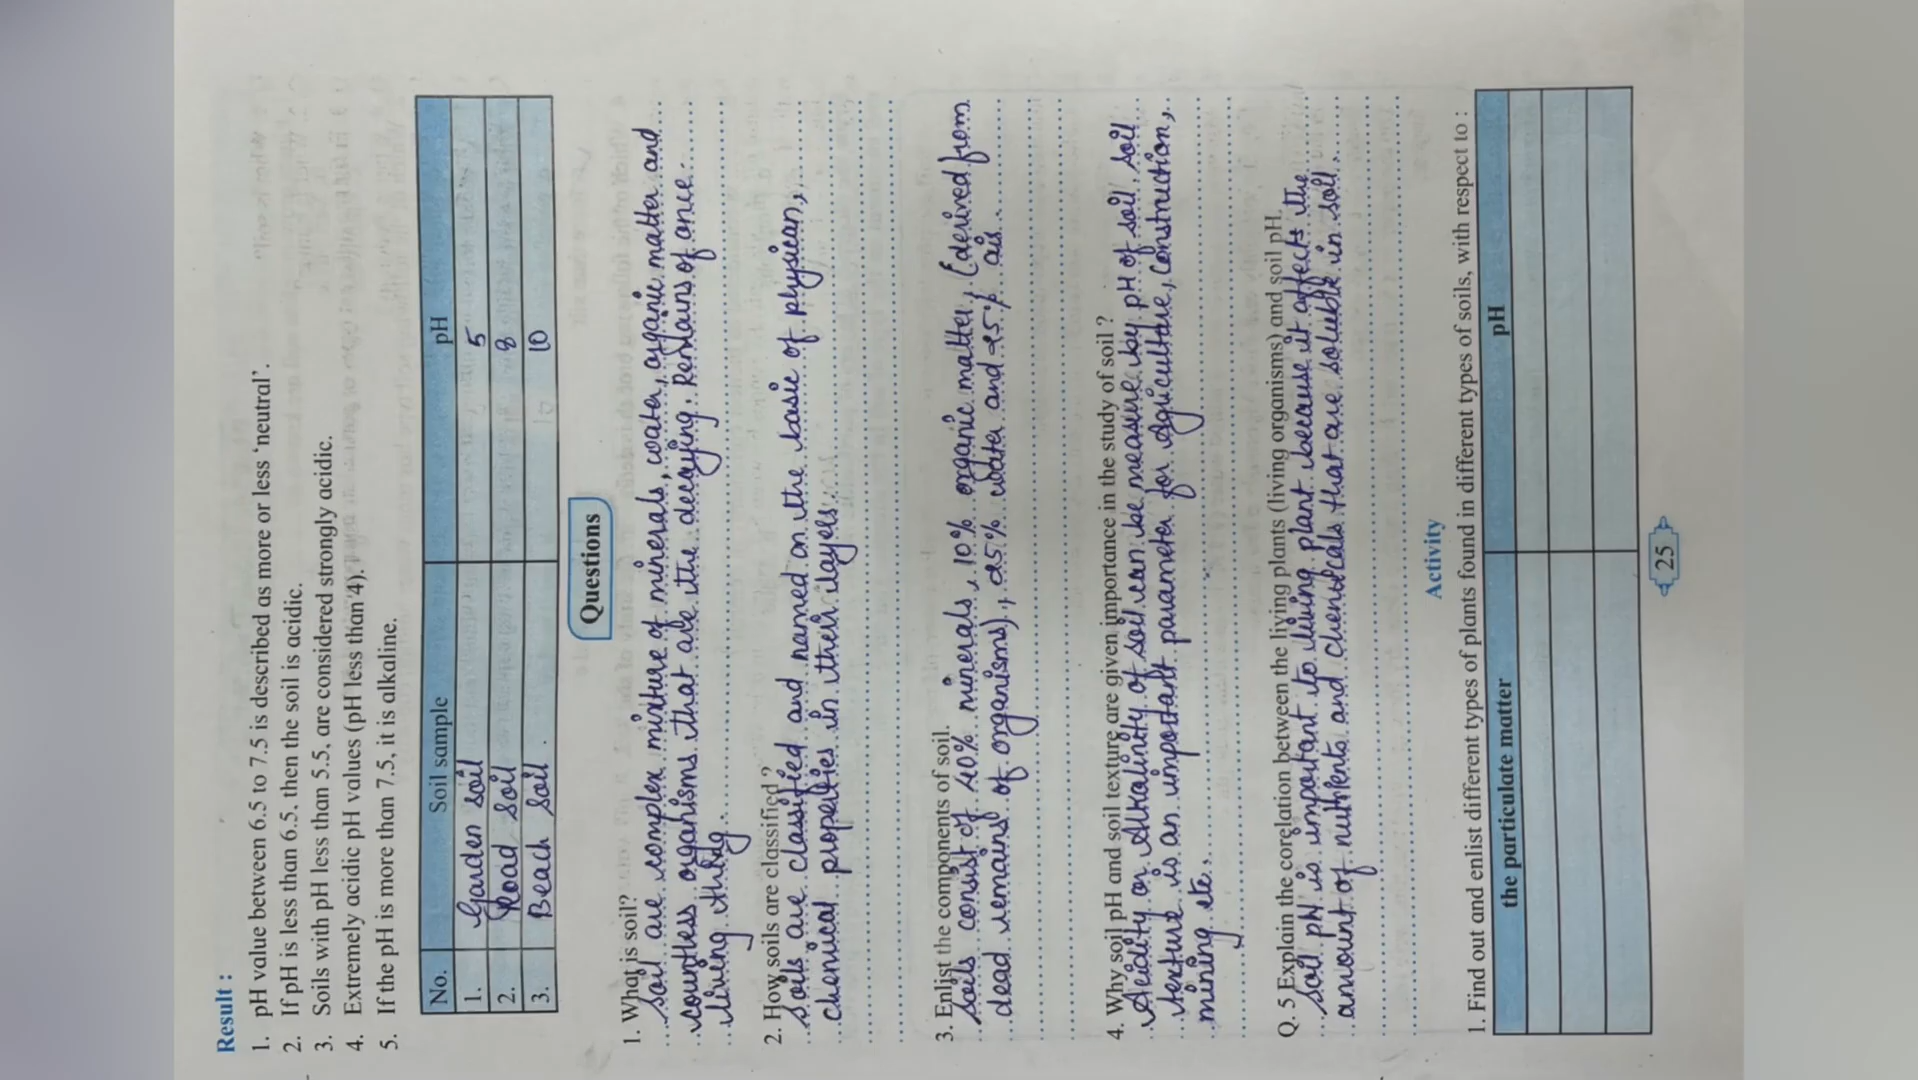 Result :
1. pH value between 6.5 to 7.5 is described as more or less ‘neutral’.
2. If pH is less than 6.5, then the soil is acidic.
3. Soils with pH less than 5.5, are considered strongly acidic.
4. Extremely acidic pH values (pH less than 4).
5. If the pH is more than 7.5, it is alkaline.
No. Soil sample pH
1. Garden soil 5
2. Road soil 8
3. Beach soil. 10
Questions
1. What is soil?
Soil are complex mixture of minerals, water, organic matter and
countless organisms that are the decaying. Remains of one.
living thing
2. How soils are classified ?
Soils are classified and named on the basic of physican,
chemical properties in their layers.
3. Enlist the components of soil.
Soils consist of 40% minerals, 10% organic matter, (derived from
dead remains of organisms), 25% water and 25% air.
4. Why soil pH and soil texture are given importance in the study of soil ?
Acidity or Alkalinity of soil can be measure by pH of soil. soil
texture is an important parameter for agriculture, construction,
mining etc.
Q. 5 Explain the corelation between the living plants (living organisms) and soil pH.
Soil pH is important to living plant because it affects the
amount of nutrients and chemicals that are soluble in soil.
Activity
1. Find out and enlist different types of plants found in different types of soils, with respect to :
the particulate matter pH
25